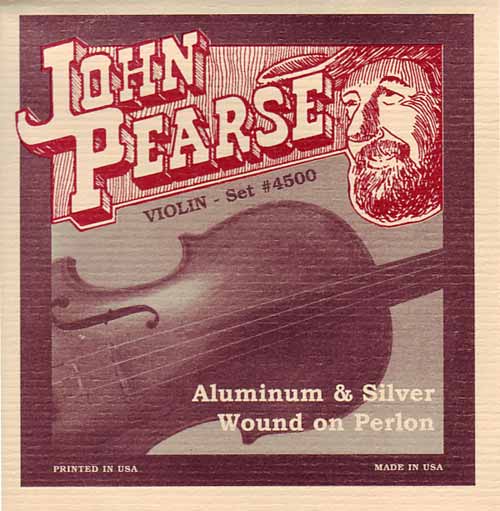 JOHN
PEARSE
VIOLIN - Set #4500
Aluminum & Silver
Wound on Perlon
PRINTED IN USA
MADE IN USA